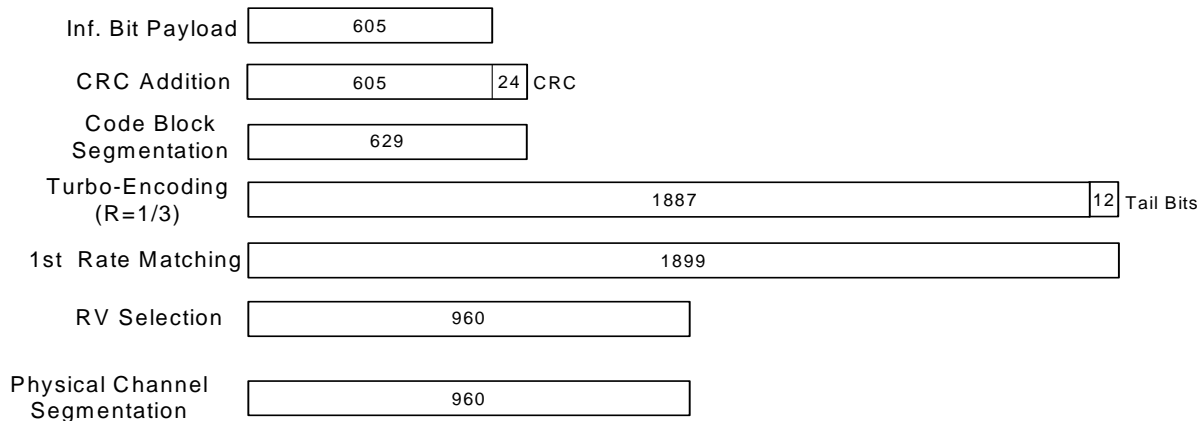 Inf. Bit Payload 605
CRC Addition 605 24 CRC
Code Block
Segmentation 629
Turbo-Encoding
(R=1/3) 1887 12 Tail Bits
1st Rate Matching 1899
RV Selection 960
Physical Channel
Segmentation 960